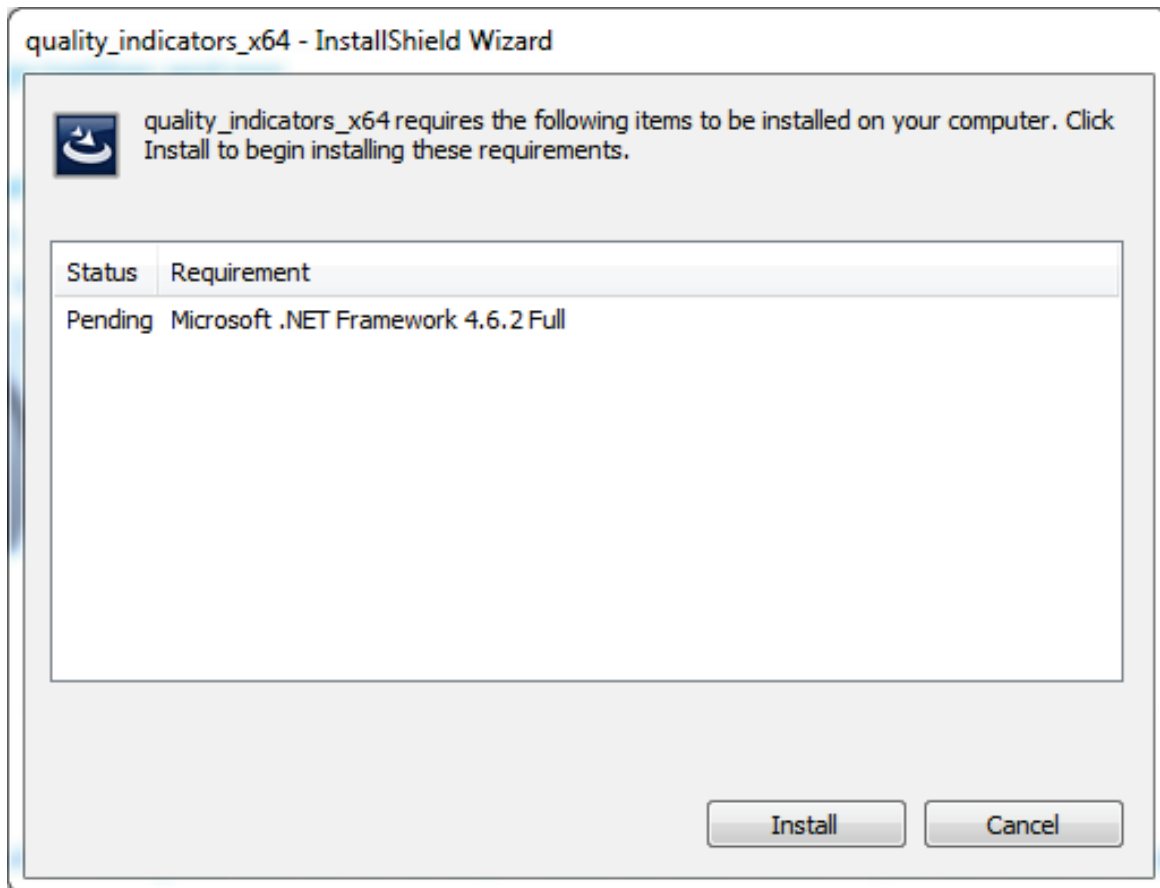 quality_indicators_x64 - InstallShield Wizard
quality_indicators_x64 requires the following items to be installed on your computer. Click
Install to begin installing these requirements.
Status Requirement
Pending Microsoft .NET Framework 4.6.2 Full
Install Cancel